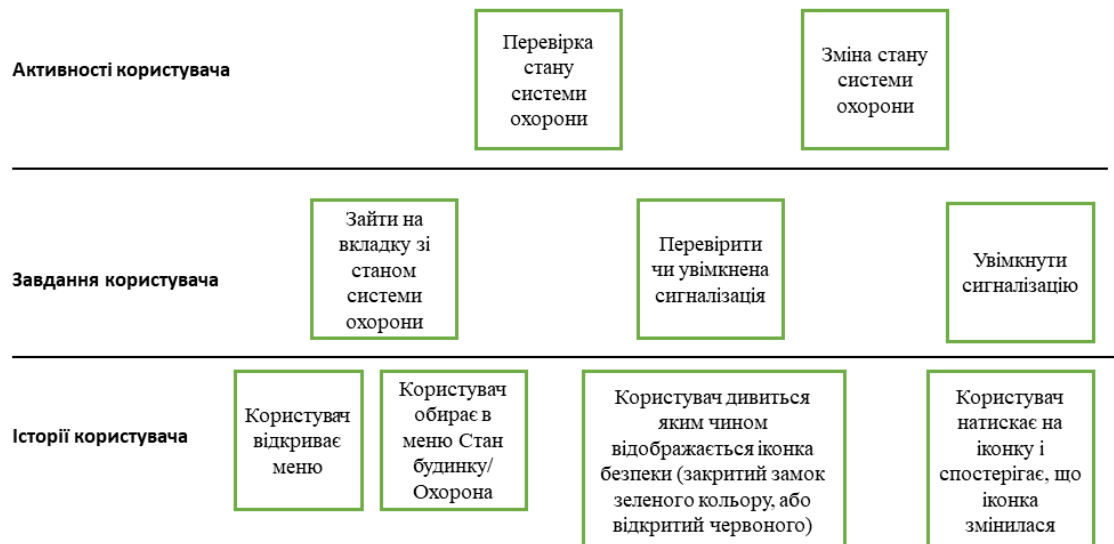 Активності користувача
Перевірка
стану
системи
охорони
Зміна стану
системи
охорони
Завдання користувача
Зайти на
вкладку зі
станом
системи
охорони
Перевірити
чи увімкнена
сигналізація
Увімкнути
сигналізацію
Історії користувача
Користувач
відкриває
меню
Користувач
обирає в
меню Стан
будинку/
Охорона
Користувач дивиться
яким чином
відображається іконка
безпеки (закритий замок
зеленого кольору, або
відкритий червоного)
Користувач
натискає на
іконку і
спостерігає, що
іконка
змінилася